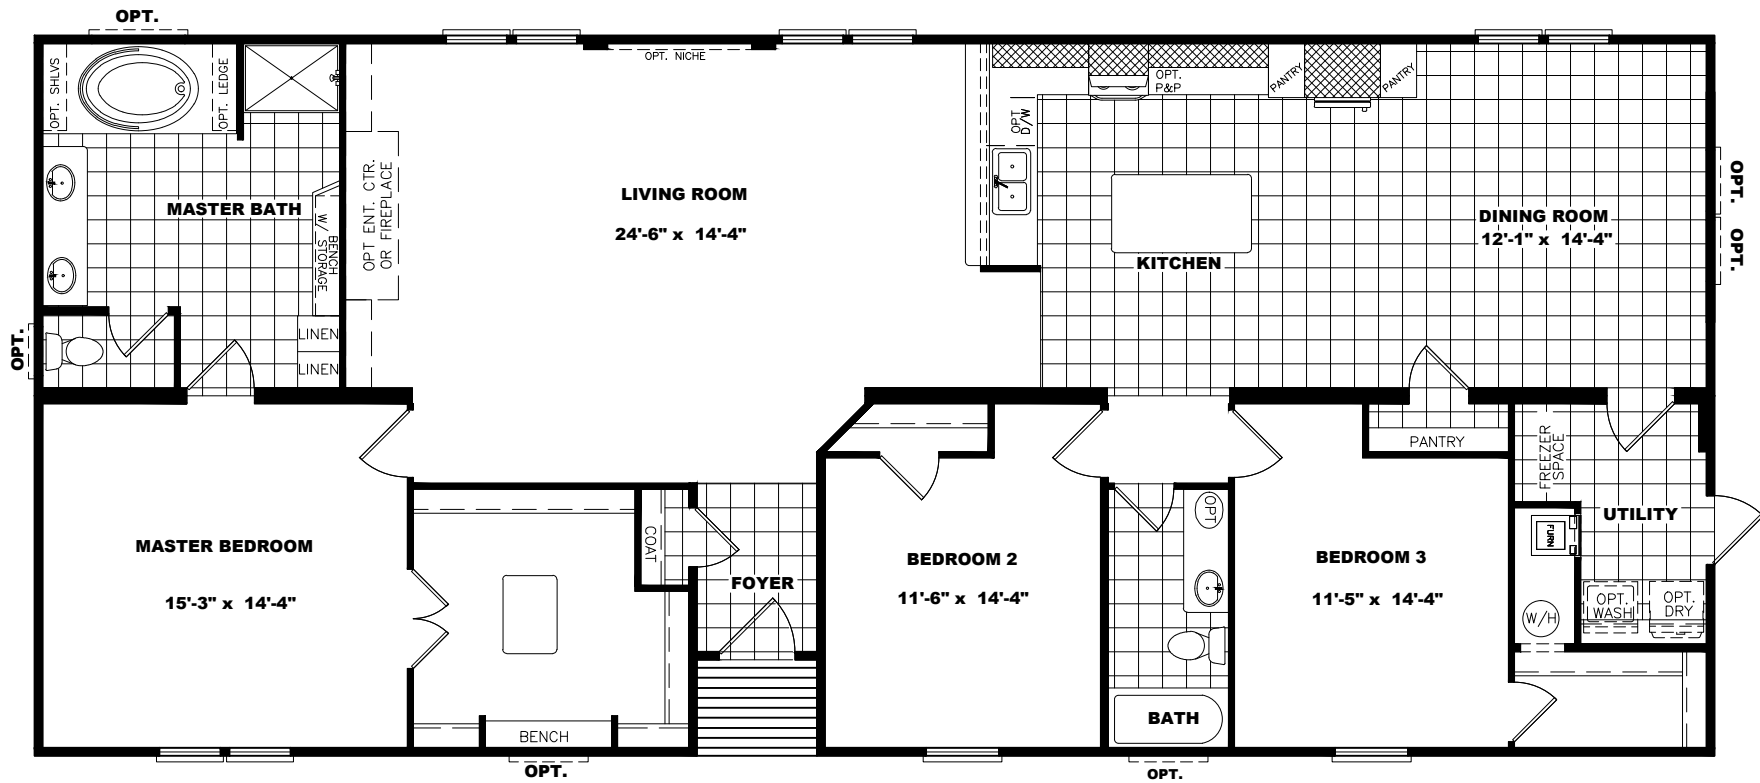 OPT.
OPT. SHLVS
OPT. LEDGE
OPT. NICHE
OPT.
P&P
PANTRY
PANTRY
OPT
D/W
MASTER BATH
BENCH
W/ STORAGE
OPT ENT. CTR.
OR FIREPLACE
LIVING ROOM
24'-6" x 14'-4"
KITCHEN
DINING ROOM
12'-1" x 14'-4"
OPT.
OPT.
OPT.
LINEN
LINEN
PANTRY
FREEZER
SPACE
UTILITY
MASTER BEDROOM
15'-3" x 14'-4"
COAT
FOYER
BEDROOM 2
11'-6" x 14'-4"
OPT
BEDROOM 3
11'-5" x 14'-4"
FURN
W/H
OPT.
WASH
OPT.
DRY
BATH
BENCH
OPT.
OPT.